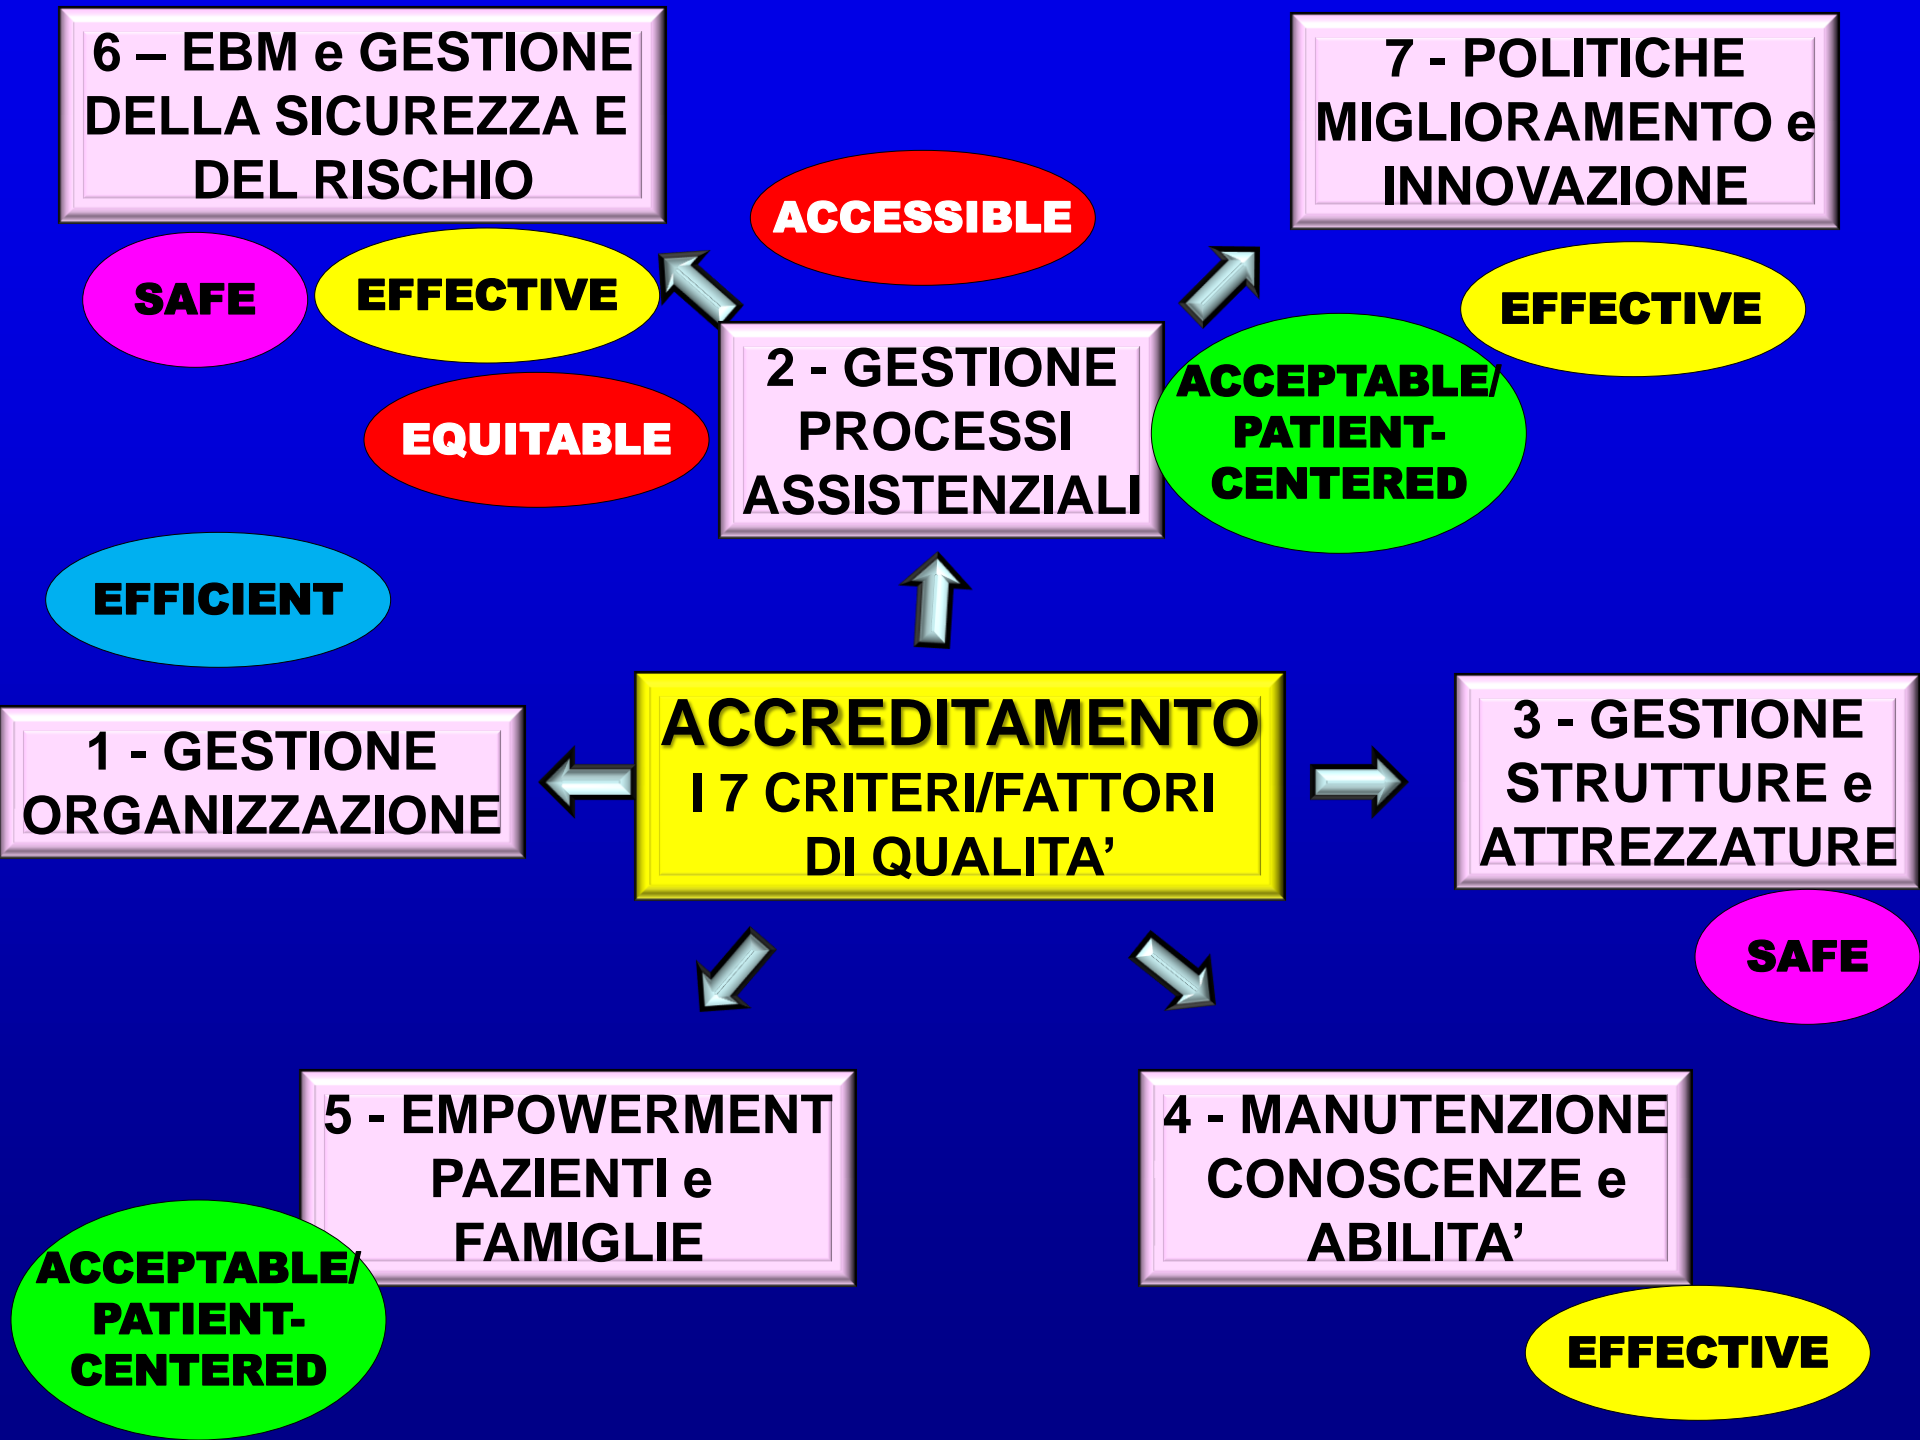 6 – EBM e GESTIONE
DELLA SICUREZZA E
DEL RISCHIO
7 - POLITICHE
MIGLIORAMENTO e
INNOVAZIONE
ACCESSIBLE
SAFE
EFFECTIVE
EFFECTIVE
EQUITABLE
2 - GESTIONE
PROCESSI
ASSISTENZIALI
ACCEPTABLE/
PATIENT-
CENTERED
EFFICIENT
1 - GESTIONE
ORGANIZZAZIONE
ACCREDITAMENTO
I 7 CRITERI/FATTORI
DI QUALITA’
3 - GESTIONE
STRUTTURE e
ATTREZZATURE
SAFE
5 - EMPOWERMENT
PAZIENTI e
FAMIGLIE
4 - MANUTENZIONE
CONOSCENZE e
ABILITA’
ACCEPTABLE/
PATIENT-
CENTERED
EFFECTIVE